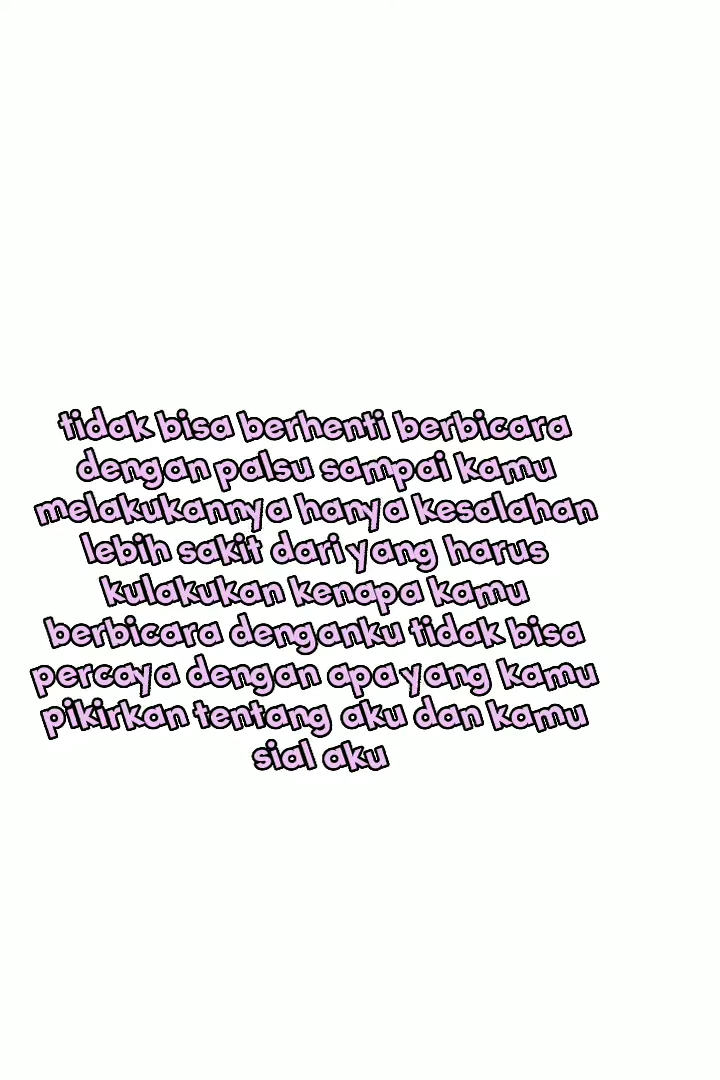 tidak bisa berhenti berbicara
dengan palsu sampai kamu
melakukannya hanya kesalahan
lebih sakit dari yang harus
kulakukan kenapa kamu
berbicara denganku tidak bisa
percaya dengan apa yang kamu
pikirkan tentang aku dan kamu
sial aku